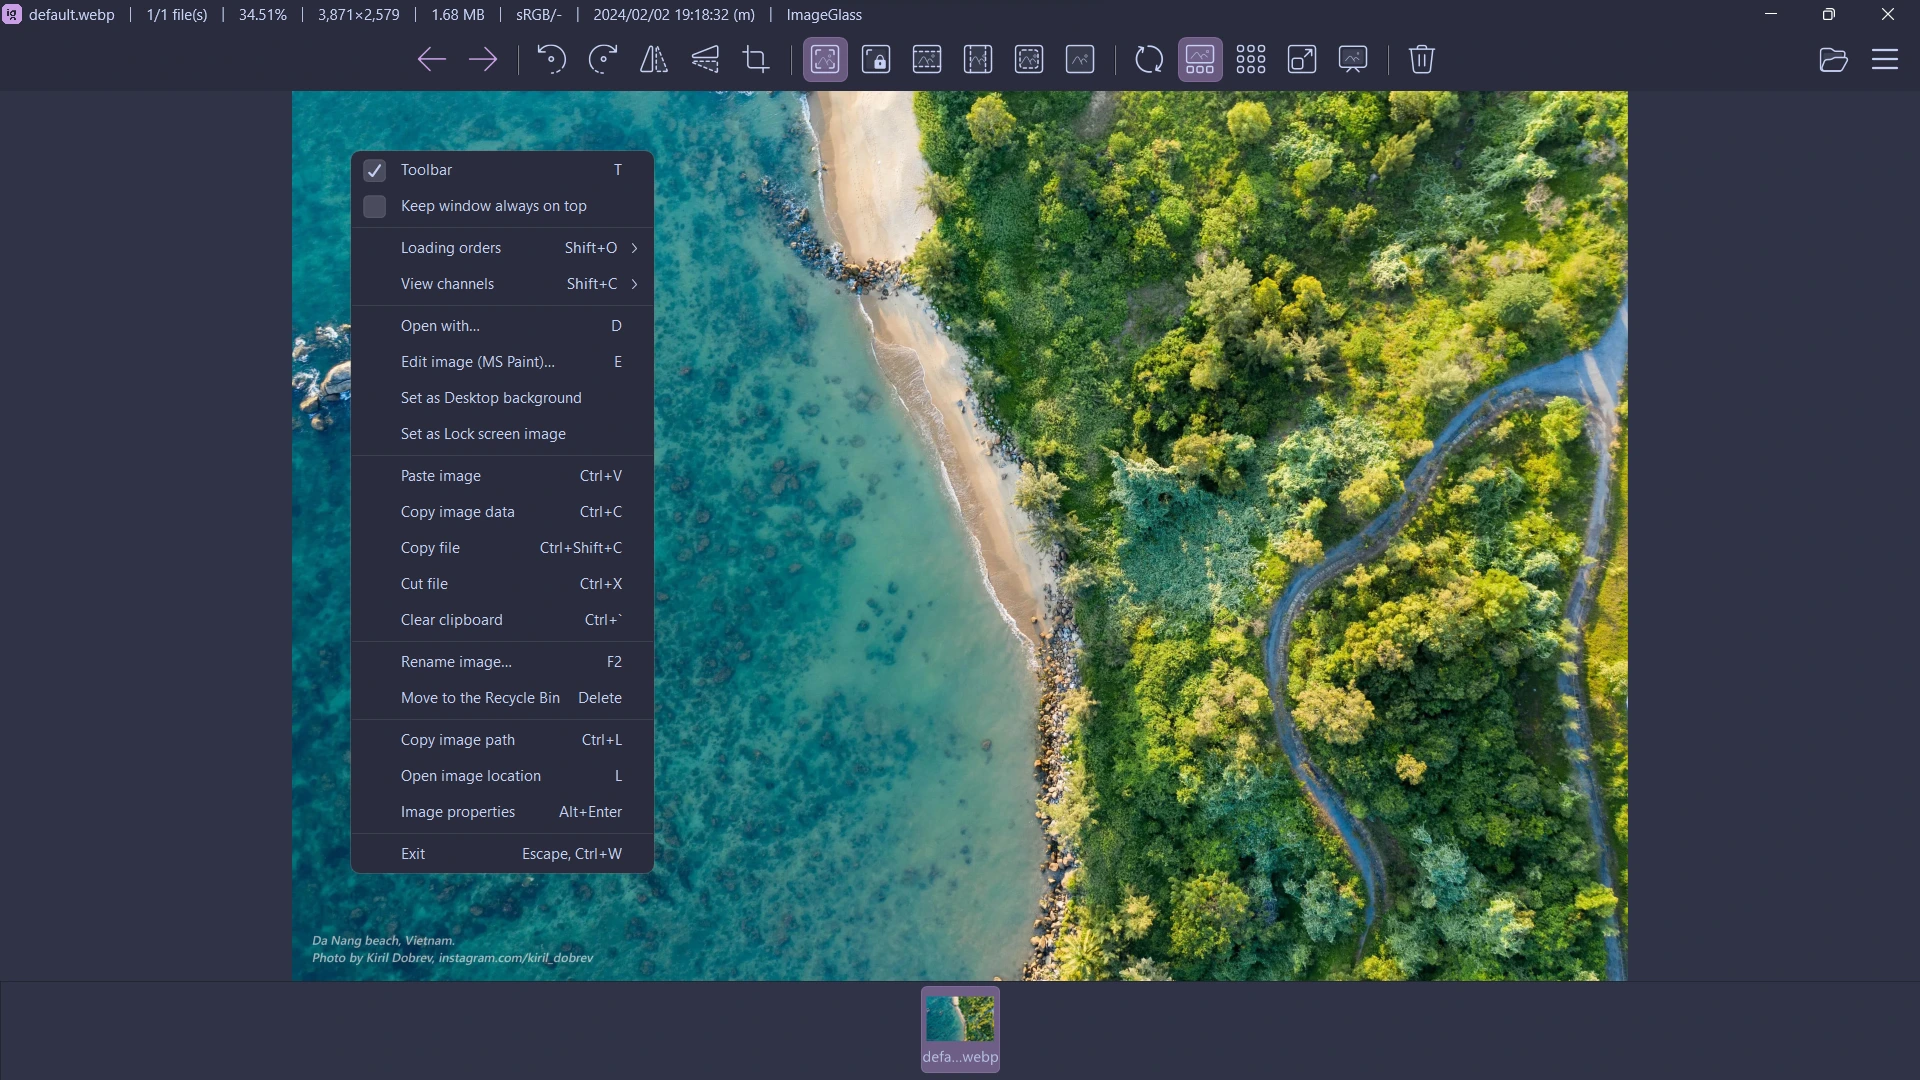 default.webp | 1/1 file(s) | 34.51% | 3,871×2,579 | 1.68 MB | sRGB/- | 2024/02/02 19:18:32 (m) | ImageGlass
Toolbar T
Keep window always on top
Loading orders Shift+O
View channels Shift+C
Open with... D
Edit image (MS Paint)... E
Set as Desktop background
Set as Lock screen image
Paste image Ctrl+V
Copy image data Ctrl+C
Copy file Ctrl+Shift+C
Cut file Ctrl+X
Clear clipboard Ctrl+`
Rename image... F2
Move to the Recycle Bin Delete
Copy image path Ctrl+L
Open image location L
Image properties Alt+Enter
Exit Escape, Ctrl+W
Da Nang beach, Vietnam.
Photo by Kiril Dobrev, instagram.com/kiril_dobrev
defa...webp